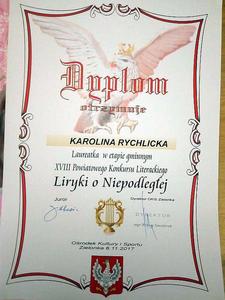 Dyplom
otrzymuje
KAROLINA RYCHLICKA
Laureatka w etapie gminnym
XVIII Powiatowego Konkursu Literackiego
Liryki o Niepodległej
Juror
Dyrektor OKiS Zielonka
DYREKTOR
Ośrodek Kultury i Sportu
Zielonka 8.11.2017